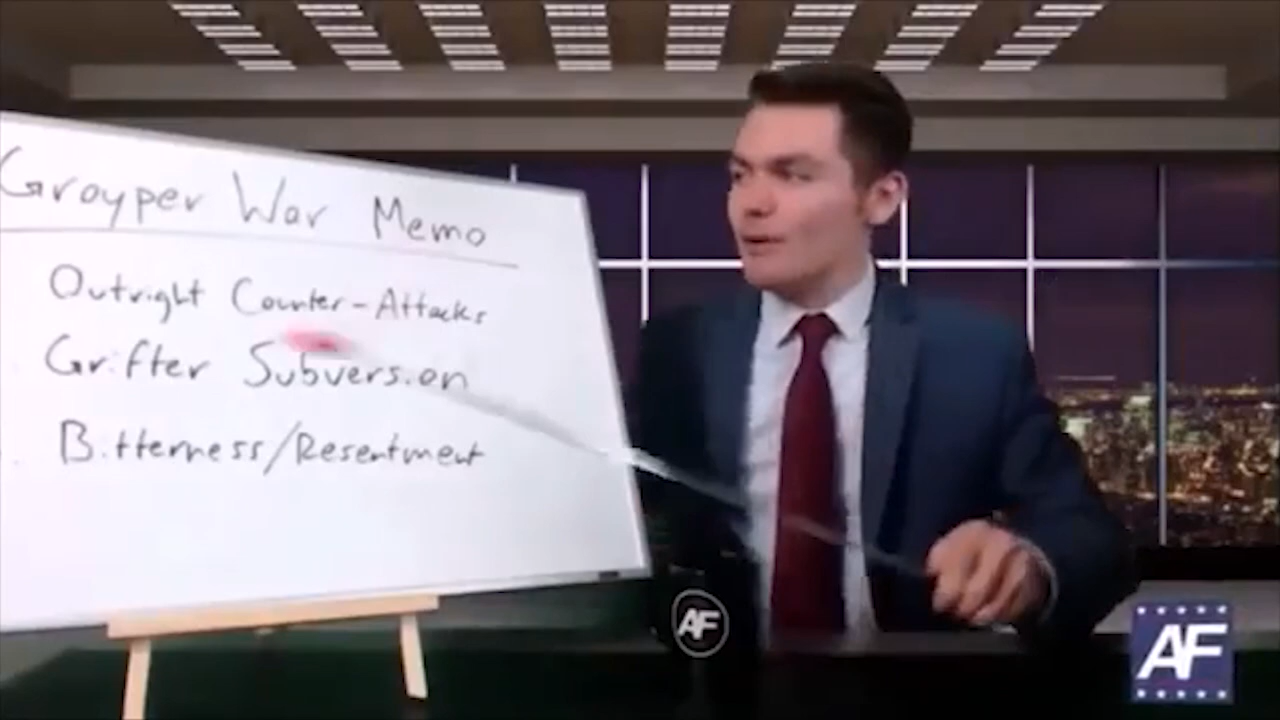 Groyper War Memo
Outright Counter-Attacks
Grifter Subversion
Bitterness/Resentment
AF
AF